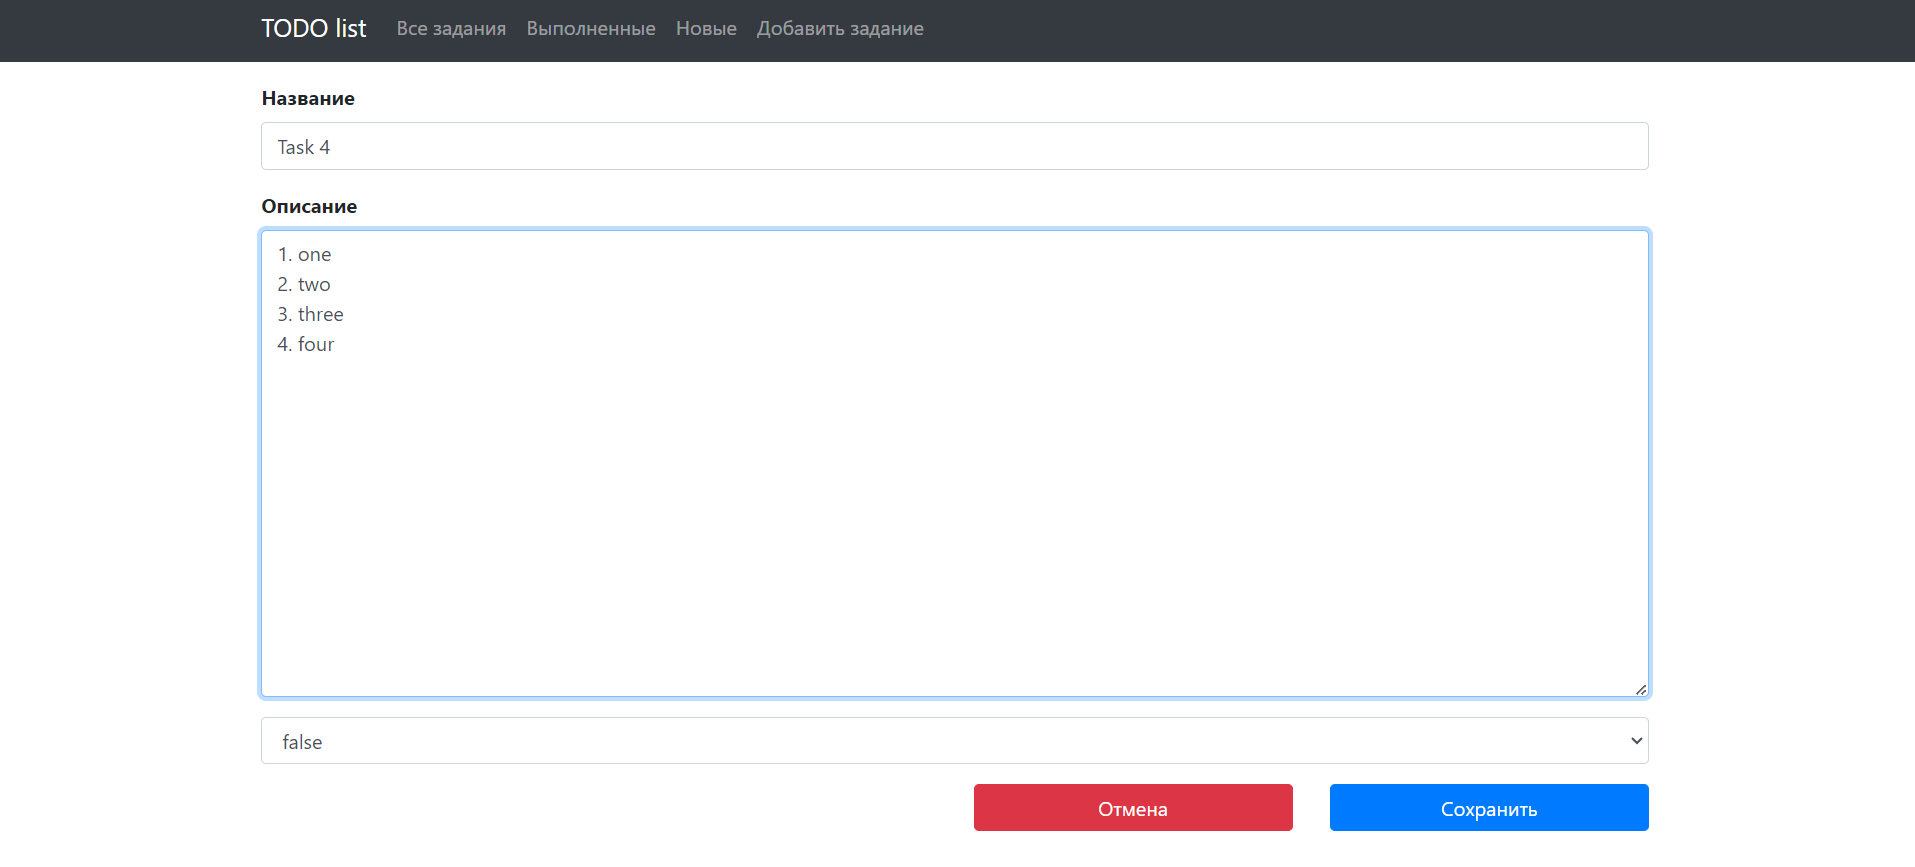 TODO list Все задания Выполненные Новые Добавить задание
Название
Task 4
Описание
1. one
2. two
3. three
4. four
false
Отмена Сохранить